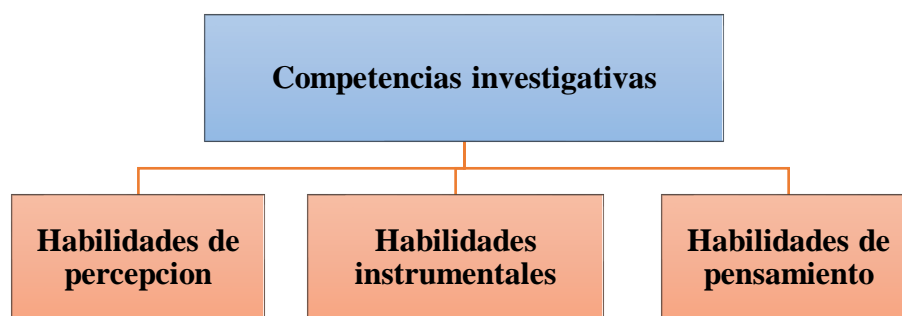 Competencias investigativas
Habilidades de
percepcion
Habilidades
instrumentales
Habilidades de
pensamiento